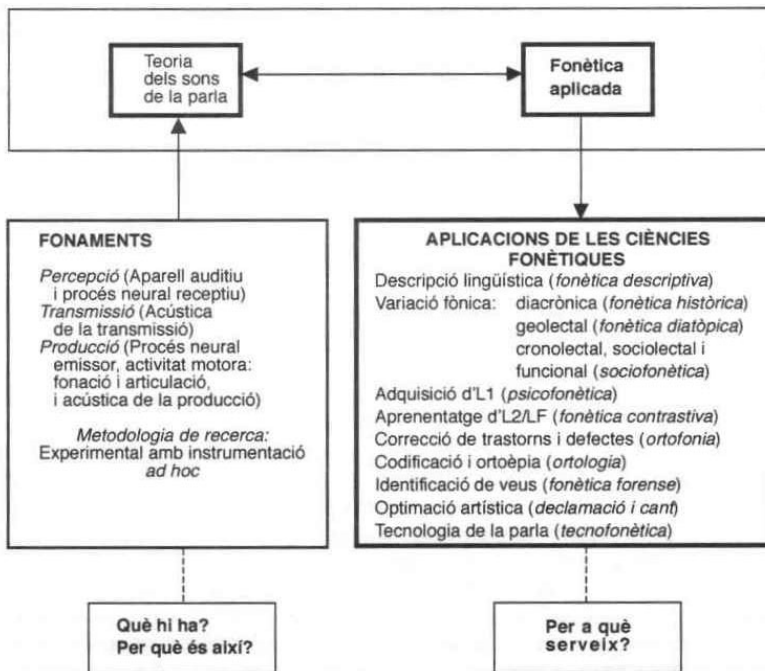 Teoria
dels sons
de la parla
Fonètica
aplicada
FONAMENTS
Percepció (Aparell auditiu
i procés neural receptiu)
Transmissió (Acústica
de la transmissió)
Producció (Procés neural
emissor, activitat motora:
fonació i articulació,
i acústica de la producció)
Metodologia de recerca:
Experimental amb instrumentació
ad hoc
APLICACIONS DE LES CIÈNCIES
FONÈTIQUES
Descripció lingüística (fonètica descriptiva)
Variació fònica: diacrònica (fonètica històrica)
geolectal (fonètica diatòpica)
cronolectal, sociolectal i
funcional (sociofonètica)
Adquisició d'L1 (psicofonètica)
Aprenentatge d'L2/LF (fonètica contrastiva)
Correcció de trastorns i defectes (ortofonia)
Codificació i ortoèpia (ortologia)
Identificació de veus (fonètica forense)
Optimació artística (declamació i cant)
Tecnologia de la parla (tecnofonètica)
Què hi ha?
Per què és així?
Per a què
serveix?